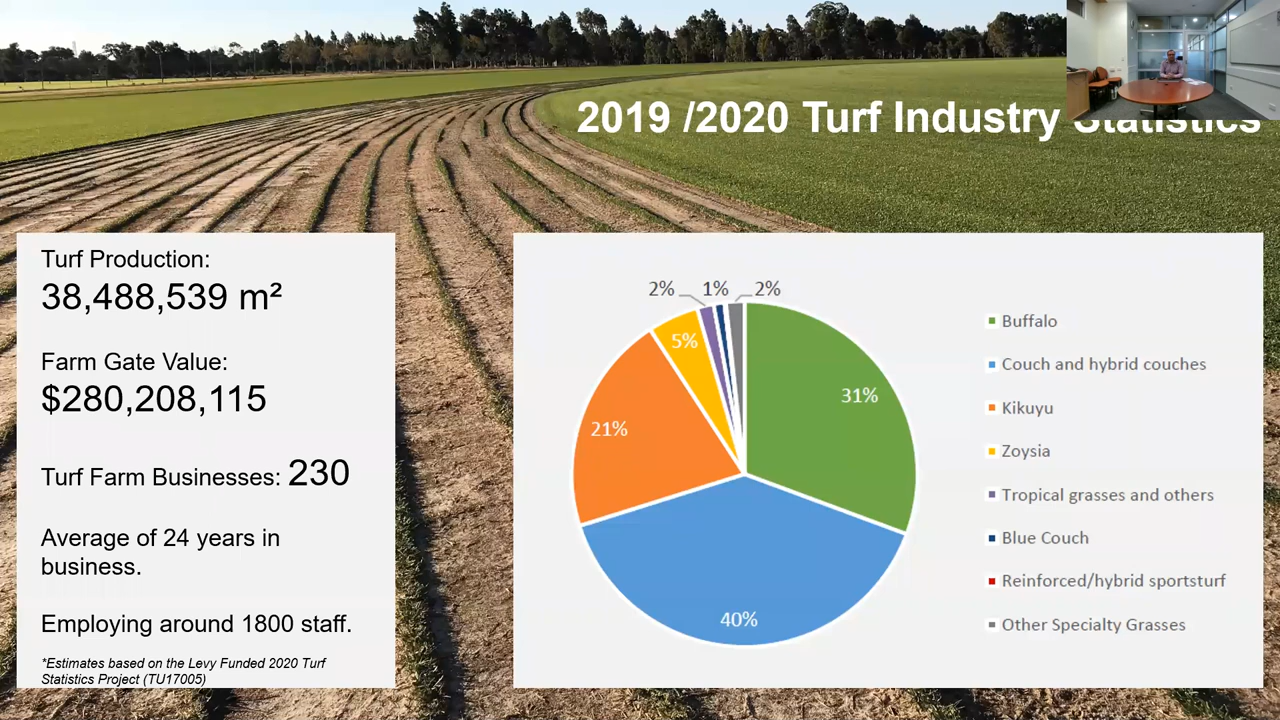 2019 /2020 Turf Industry Statistics
Turf Production:
38,488,539 m²
Farm Gate Value:
$280,208,115
Turf Farm Businesses: 230
Average of 24 years in
business.
Employing around 1800 staff.
*Estimates based on the Levy Funded 2020 Turf
Statistics Project (TU17005)
2% 1% 2%
5%
31%
21%
40%
Buffalo
Couch and hybrid couches
Kikuyu
Zoysia
Tropical grasses and others
Blue Couch
Reinforced/hybrid sportsturf
Other Specialty Grasses